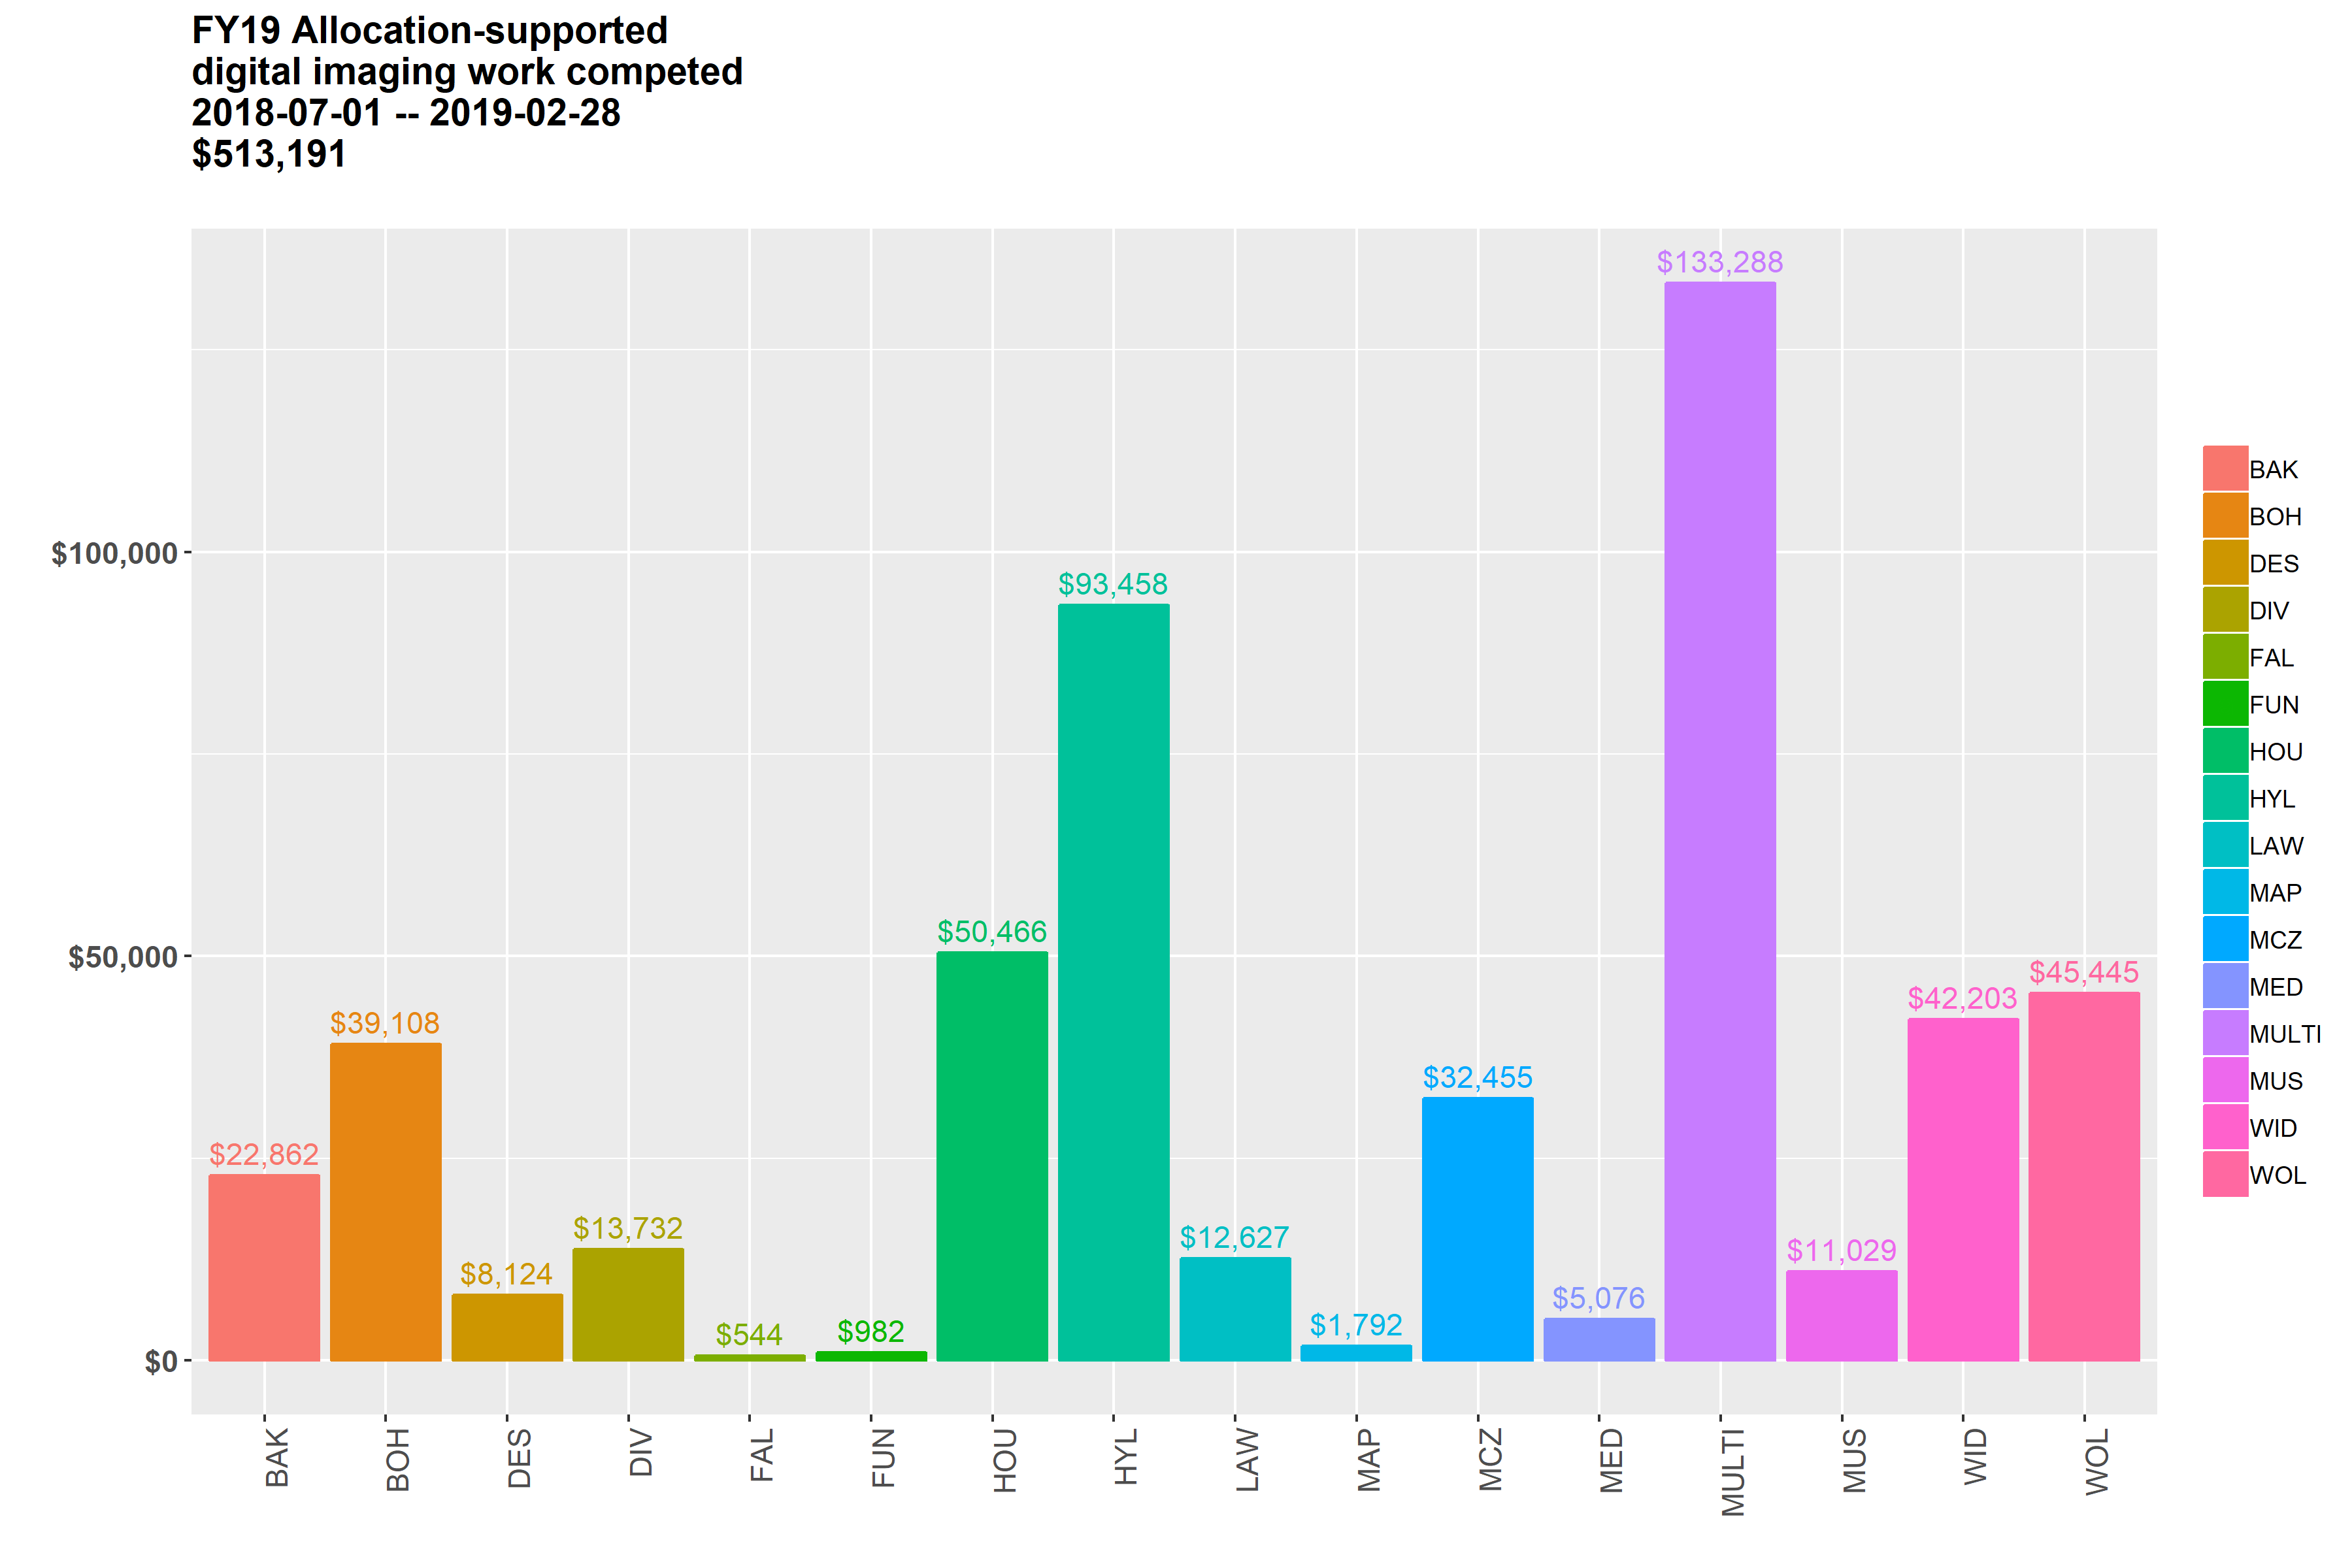 FY19 Allocation-supported
digital imaging work competed
2018-07-01 -- 2019-02-28
$513,191
$100,000
$50,000
$0
$22,862
$39,108
$8,124
$13,732
$544
$982
$50,466
$93,458
$12,627
$1,792
$32,455
$5,076
$133,288
$11,029
$42,203
$45,445
BAK
BOH
DES
DIV
FAL
FUN
HOU
HYL
LAW
MAP
MCZ
MED
MULTI
MUS
WID
WOL
BAK
BOH
DES
DIV
FAL
FUN
HOU
HYL
LAW
MAP
MCZ
MED
MULTI
MUS
WID
WOL